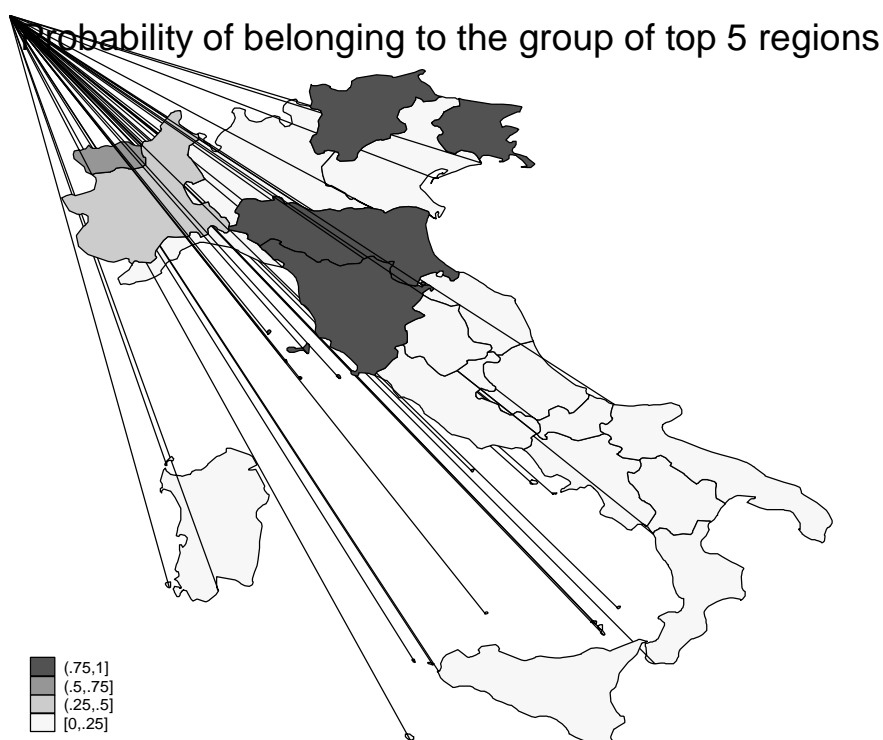 Probability of belonging to the group of top 5 regions
(.75,1]
(.5,.75]
(.25,.5]
[0,.25]